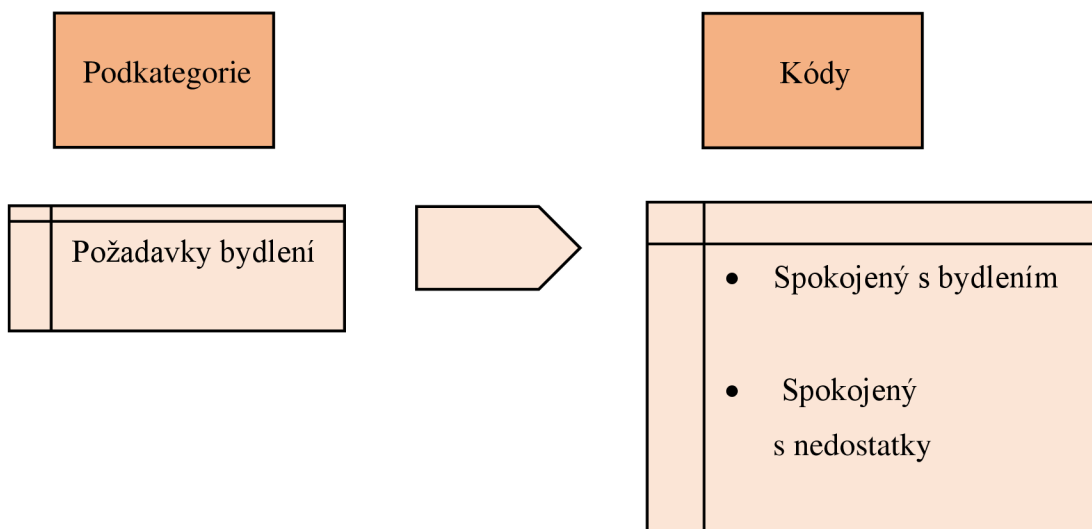 Podkategorie
Kódy
Požadavky bydlení
• Spokojený s bydlením
• Spokojený
s nedostatky